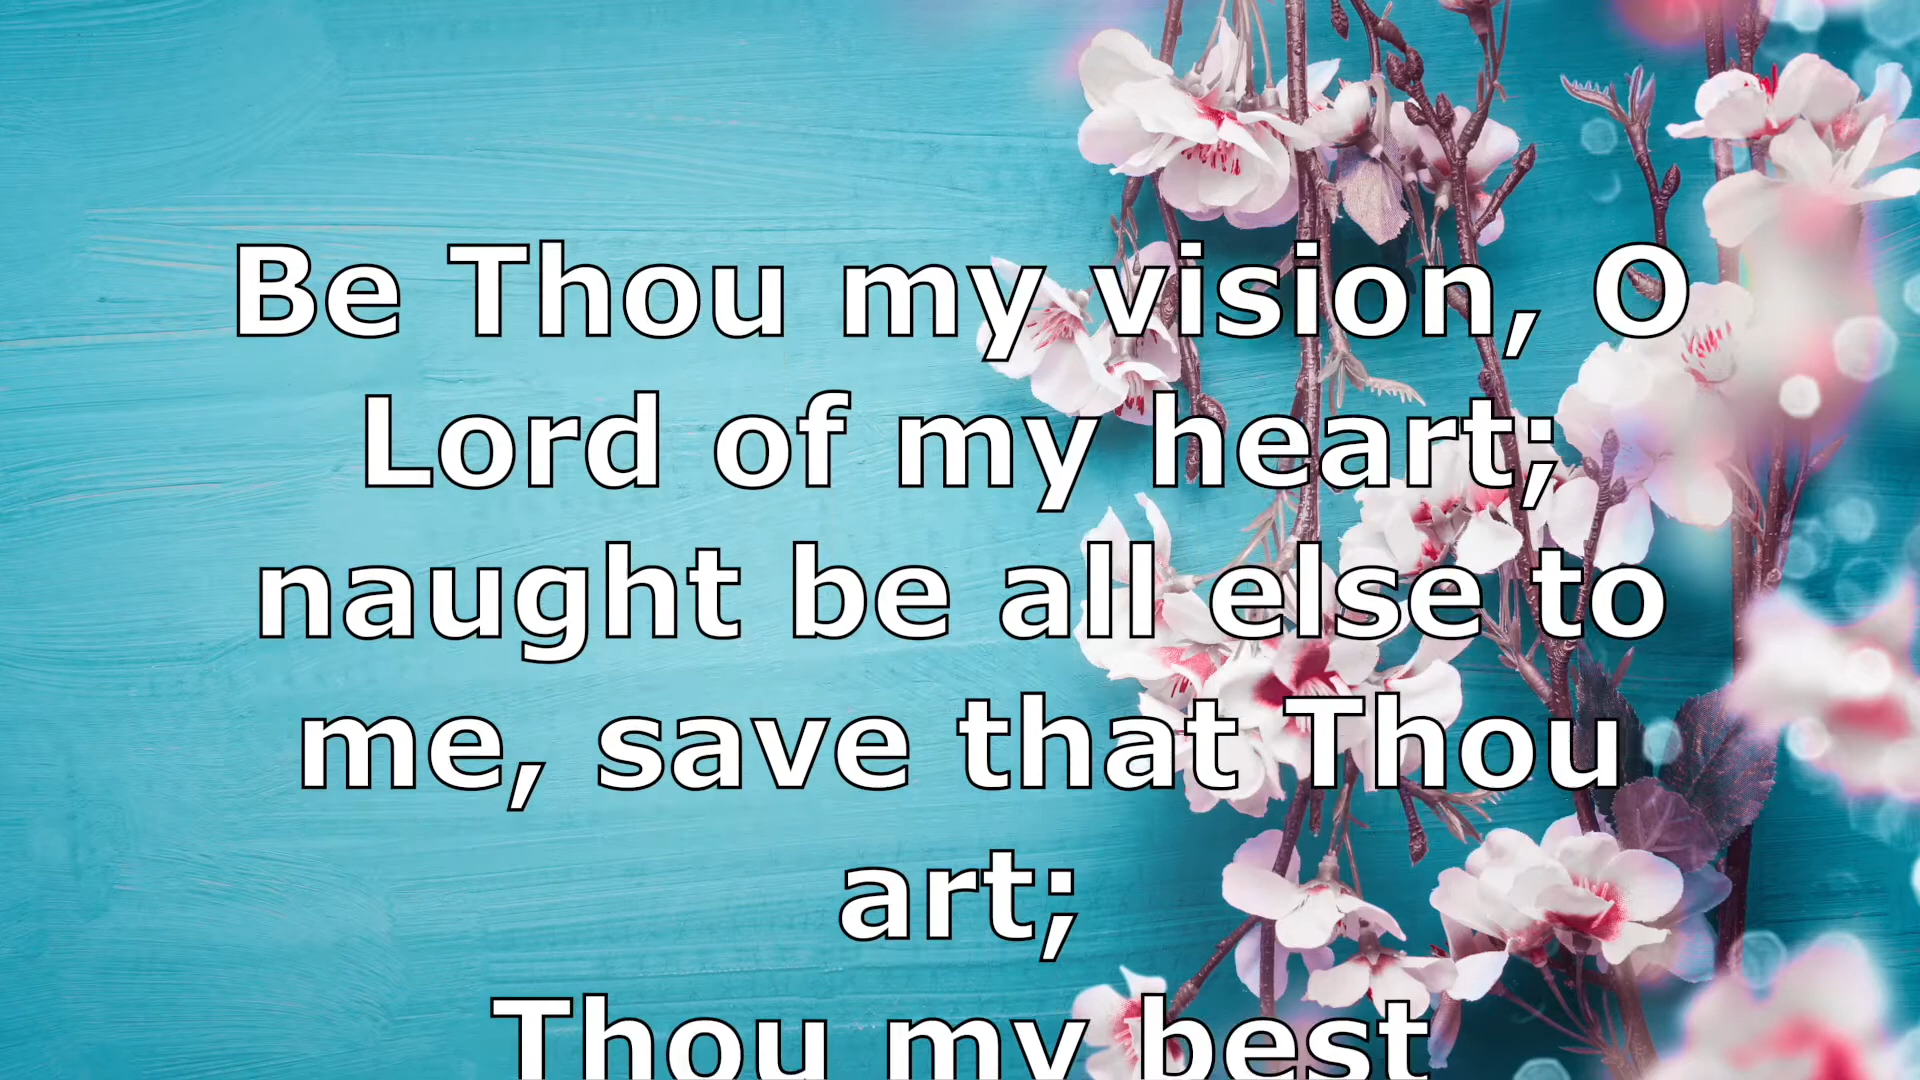 Be Thou my vision, O
Lord of my heart;
naught be all else to
me, save that Thou
art;
Thou my best